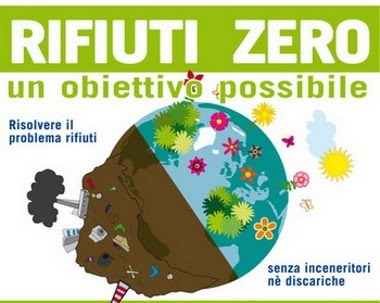 RIFIUTI ZERO
un obiettivo possibile
Risolvere il
problema rifiuti
senza inceneritori
nè discariche